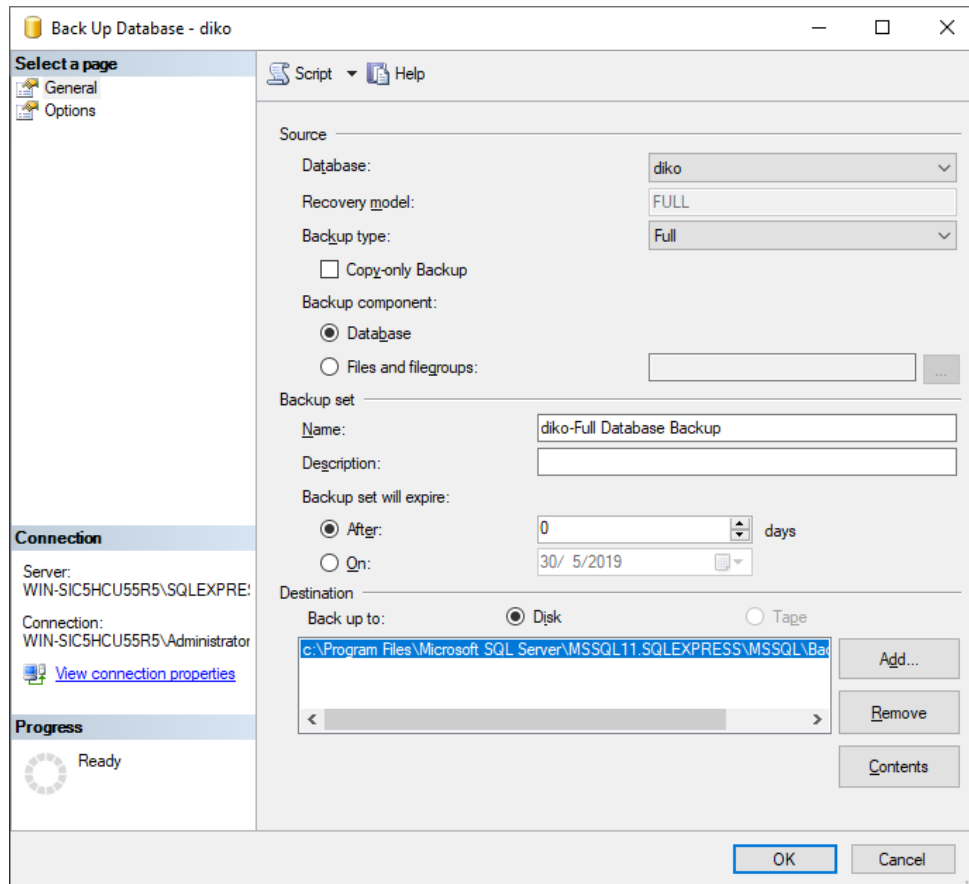 Back Up Database - diko
Select a page
General
Options
Script Help
Source
Database: diko
Recovery model: FULL
Backup type: Full
Copy-only Backup
Backup component:
Database
Files and filegroups: ...
Backup set
Name: diko-Full Database Backup
Description:
Backup set will expire:
After: 0 days
On: 30/ 5/2019
Destination
Back up to: Disk Tape
c:\Program Files\Microsoft SQL Server\MSSQL11.SQLEXPRESS\MSSQL\Bac
Add...
Remove
Contents
Connection
Server:
WIN-SIC5HCU55R5\SQLEXPRE
Connection:
WIN-SIC5HCU55R5\Administrator
View connection properties
Progress
Ready
OK Cancel